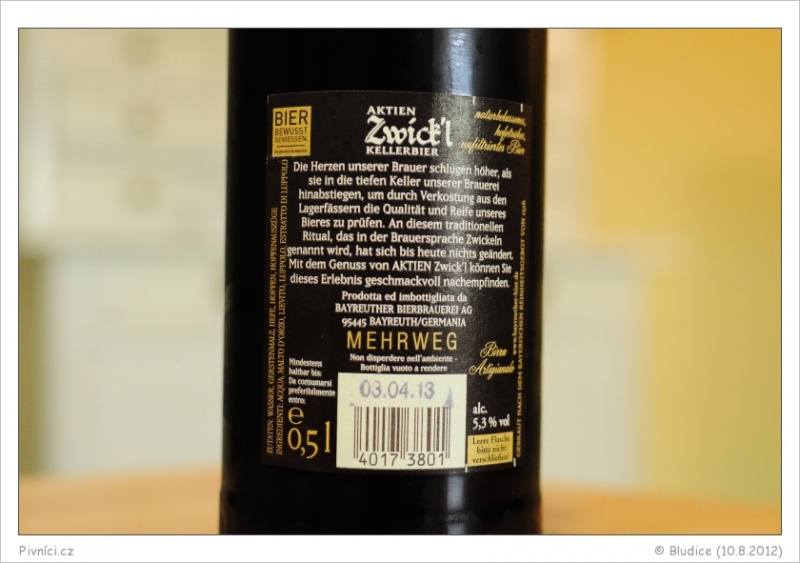 BIER
BEWUSST
GENIESSEN.
AKTIEN
Zwick'l
KELLERBIER
naturbelassenes,
hefetrübes,
unfiltriertes Bier
Die Herzen unserer Brauer schlugen höher, als
sie in die tiefen Keller unserer Brauerei
hinabstiegen, um durch Verkostung aus den
Lagerfässern die Qualität und Reife unseres
Bieres zu prüfen. An diesem traditionellen
Ritual, das in der Brauersprache Zwickeln
genannt wird, hat sich bis heute nichts geändert.
Mit dem Genuss von AKTIEN Zwick'l können Sie
dieses Erlebnis geschmackvoll nachempfinden.
Prodotta ed imbottigliata da
BAYREUTHER BIERBRAUEREI AG
95445 BAYREUTH/GERMANIA
MEHRWEG
Non disperdere nell'ambiente -
Bottiglia vuoto a rendere
Birra
Artigianale
Mindestens
haltbar bis:
Da consumarsi
preferibilmente
entro:
e
0,5 l
03.04.13
4017 3801
alc.
5,3 % vol
Leere Flasche
bitte nicht
verschließen!
ZUTATEN: WASSER, GERSTENMALZ, HEFE, HOPFEN, HOPFENAUSZÜGE
INGREDIENTI: ACQUA, MALTO D'ORZO, LIEVITO, LUPPOLO, ESTRATTO DI LUPPOLO
www.bayreuther-bier.de
GEBRAUT NACH DEM BAYERISCHEN REINHEITSGEBOT VON 1516
Pivníci.cz
© Bludice (10.8.2012)